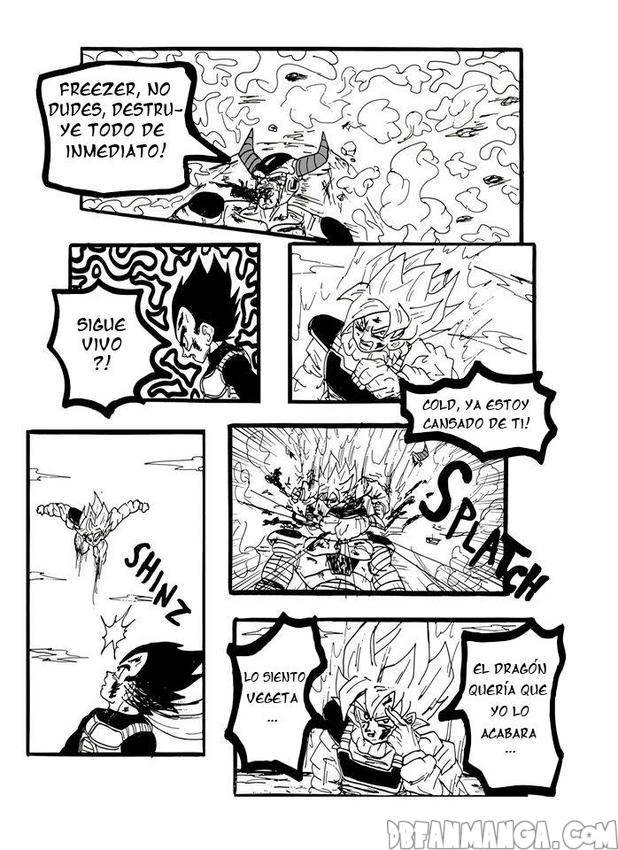 FREEZER, NO
DUDES, DESTRU-
YE TODO DE
INMEDIATO!
SIGUE
VIVO
?!
COLD, YA ESTOY
CANSADO DE TI!
SPLATCH
SHINZ
LO SIENTO
VEGETA
...
EL DRAGÓN
QUERÍA QUE
YO LO
ACABARA
...
DBFANMANGA.COM